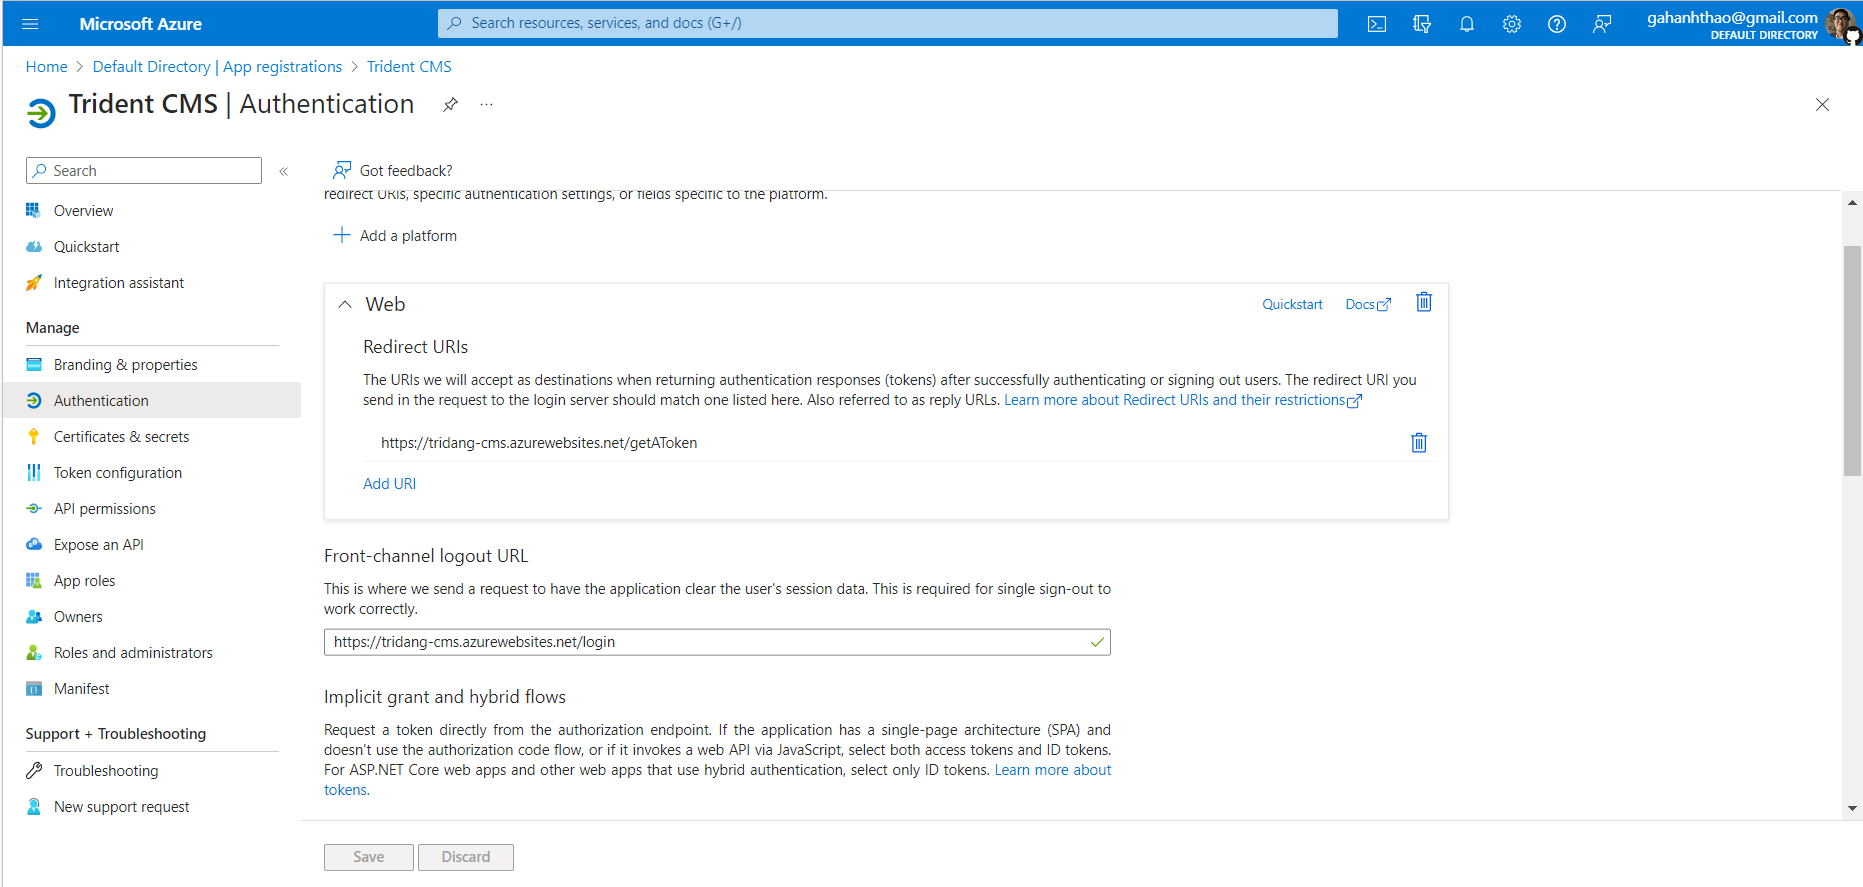 Microsoft Azure
Search resources, services, and docs (G+/)
gahanhthao@gmail.com
DEFAULT DIRECTORY
Home > Default Directory | App registrations > Trident CMS
Trident CMS | Authentication
Search
«
Got feedback?
redirect URIs, specific authentication settings, or fields specific to the platform.
Overview
Quickstart
Integration assistant
Manage
Branding & properties
Authentication
Certificates & secrets
Token configuration
API permissions
Expose an API
App roles
Owners
Roles and administrators
Manifest
Support + Troubleshooting
Troubleshooting
New support request
Add a platform
Web
Quickstart
Docs
Redirect URIs
The URIs we will accept as destinations when returning authentication responses (tokens) after successfully authenticating or signing out users. The redirect URI you
send in the request to the login server should match one listed here. Also referred to as reply URLs. Learn more about Redirect URIs and their restrictions
https://tridang-cms.azurewebsites.net/getAToken
Add URI
Front-channel logout URL
This is where we send a request to have the application clear the user's session data. This is required for single sign-out to
work correctly.
https://tridang-cms.azurewebsites.net/login
Implicit grant and hybrid flows
Request a token directly from the authorization endpoint. If the application has a single-page architecture (SPA) and
doesn't use the authorization code flow, or if it invokes a web API via JavaScript, select both access tokens and ID tokens.
For ASP.NET Core web apps and other web apps that use hybrid authentication, select only ID tokens. Learn more about
tokens.
Save
Discard